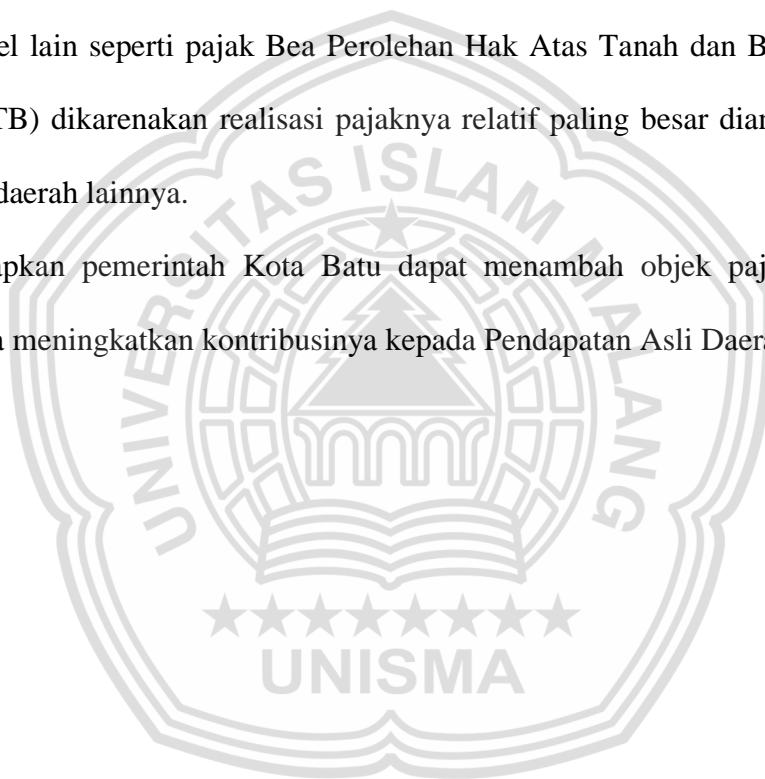 el lain seperti pajak Bea Perolehan Hak Atas Tanah dan B
TB) dikarenakan realisasi pajaknya relatif paling besar diar
daerah lainnya.
apkan pemerintah Kota Batu dapat menambah objek paj
a meningkatkan kontribusinya kepada Pendapatan Asli Daera
UNIVERSITAS ISLAM MALANG
UNISMA